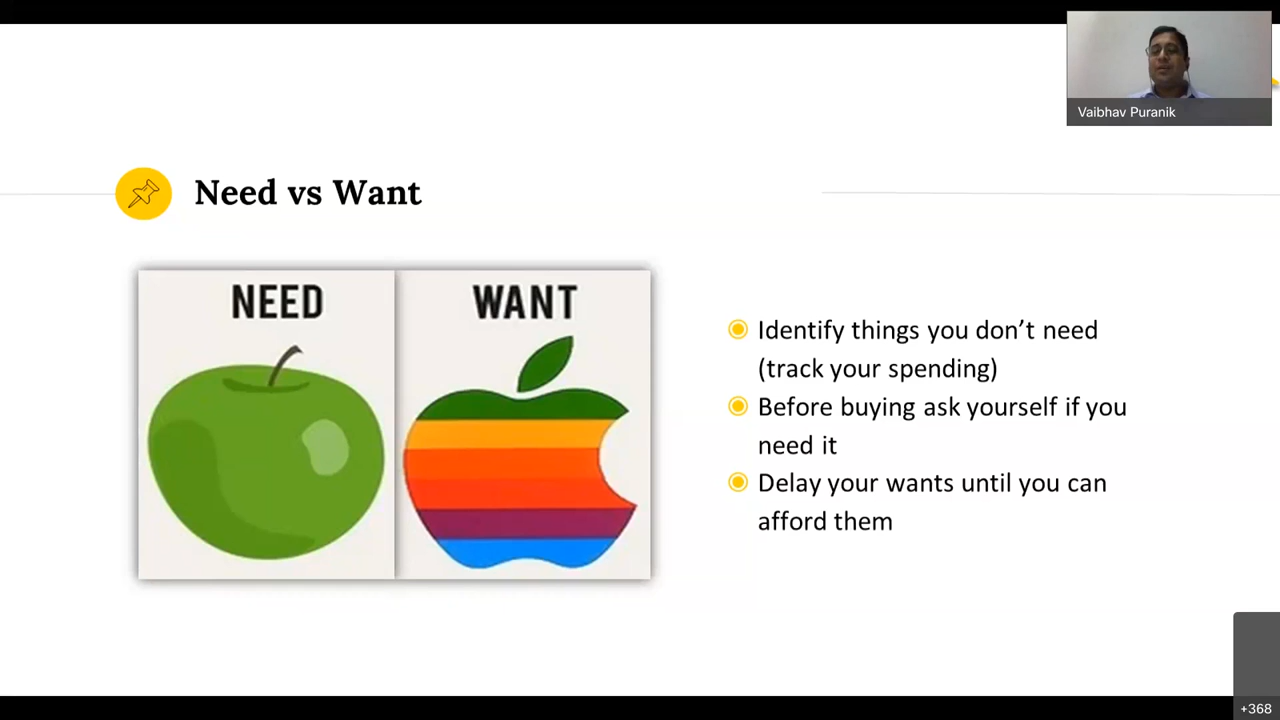 Vaibhav Puranik
Need vs Want
NEED
WANT
Identify things you don’t need
(track your spending)
Before buying ask yourself if you
need it
Delay your wants until you can
afford them
+368